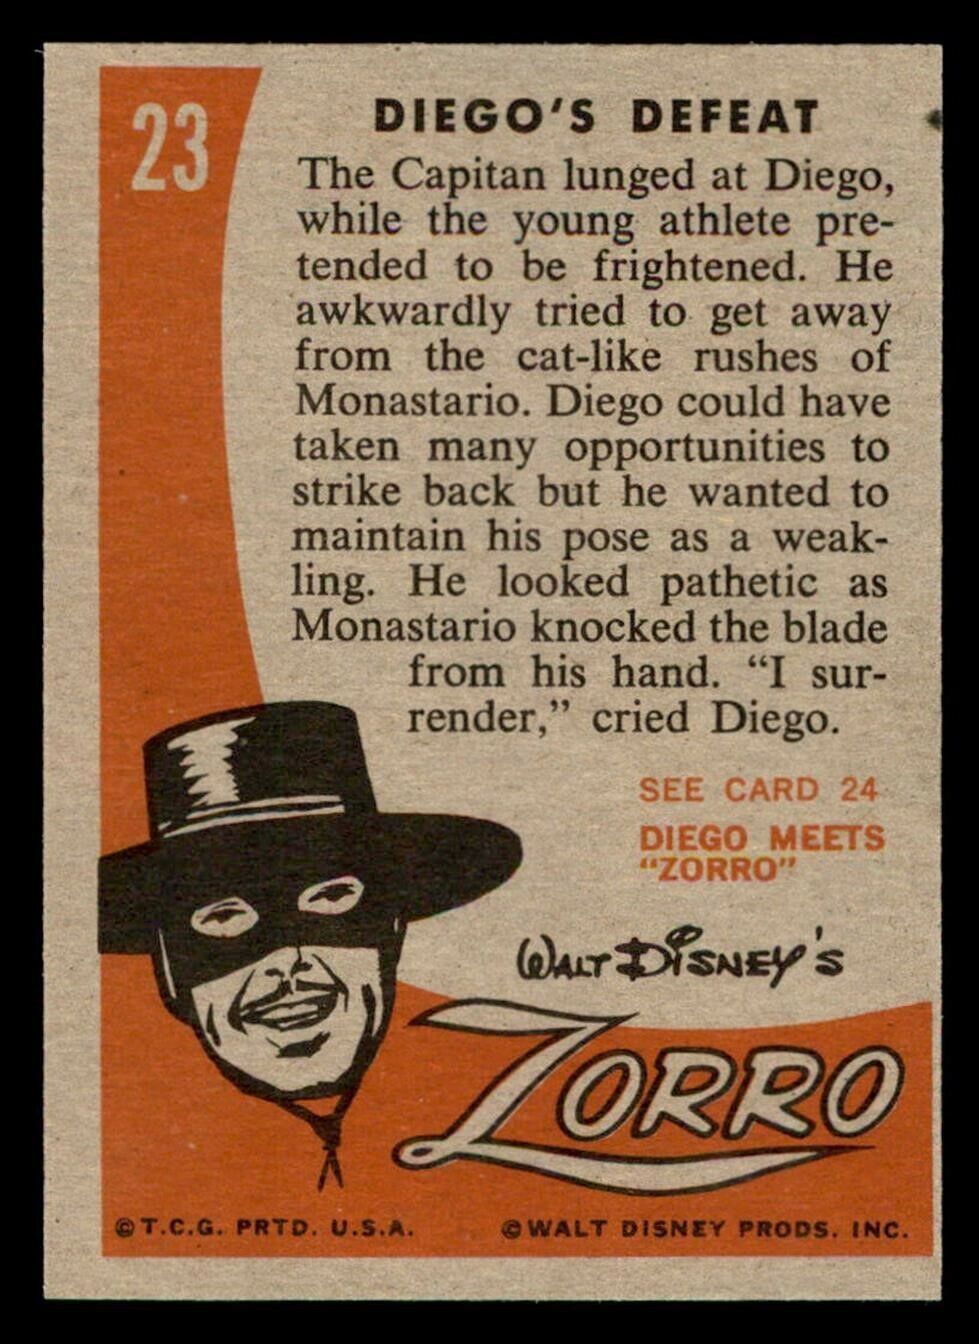 23
DIEGO'S DEFEAT
The Capitan lunged at Diego,
while the young athlete pre-
tended to be frightened. He
awkwardly tried to get away
from the cat-like rushes of
Monastario. Diego could have
taken many opportunities to
strike back but he wanted to
maintain his pose as a weak-
ling. He looked pathetic as
Monastario knocked the blade
from his hand. “I sur-
render,” cried Diego.
SEE CARD 24
DIEGO MEETS
“ZORRO”
WALT DISNEY'S
ZORRO
©T.C.G. PRTD. U.S.A.
©WALT DISNEY PRODS. INC.